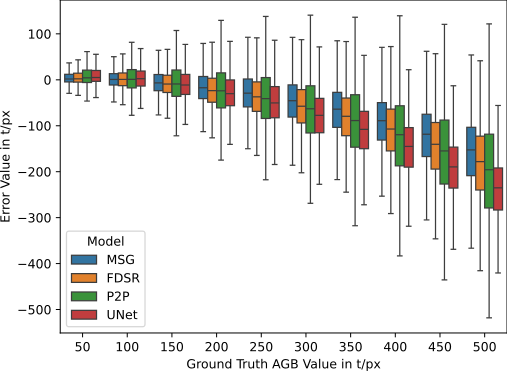 100
0
−100
−200
−300
−400
−500
Error Value in t/px
Model
MSG
FDSR
P2P
UNet
50 100 150 200 250 300 350 400 450 500
Ground Truth AGB Value in t/px